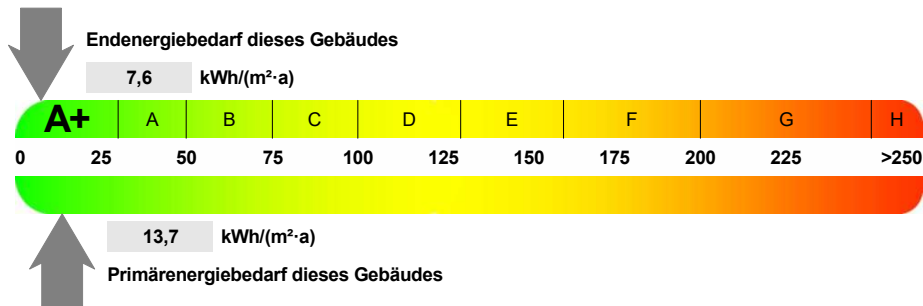 Endenergiebedarf dieses Gebäudes
7,6 kWh/(m²·a)
A+ A B C D E F G H
0 25 50 75 100 125 150 175 200 225 >250
13,7 kWh/(m²·a)
Primärenergiebedarf dieses Gebäudes